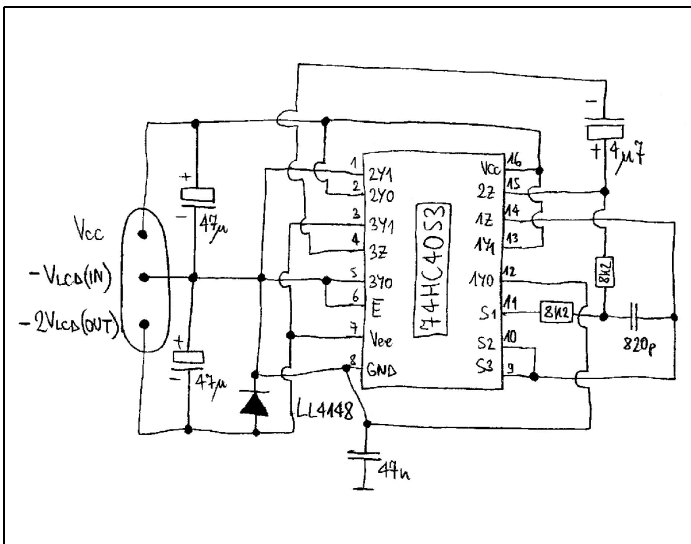 Vcc
-VLCD(IN)
-2VLCD(OUT)
+
-
47µ
+
-
47µ
LL4148
47n
1
2
3
4
5
6
7
8
2Y1
2Y0
3Y1
3Z
3Y0
E
Vee
GND
74HC4053
Vcc
2Z
1Z
1Y1
1Y0
S1
S2
S3
16
15
14
13
12
11
10
9
8K2
8K2
820p
-
+
4µ7